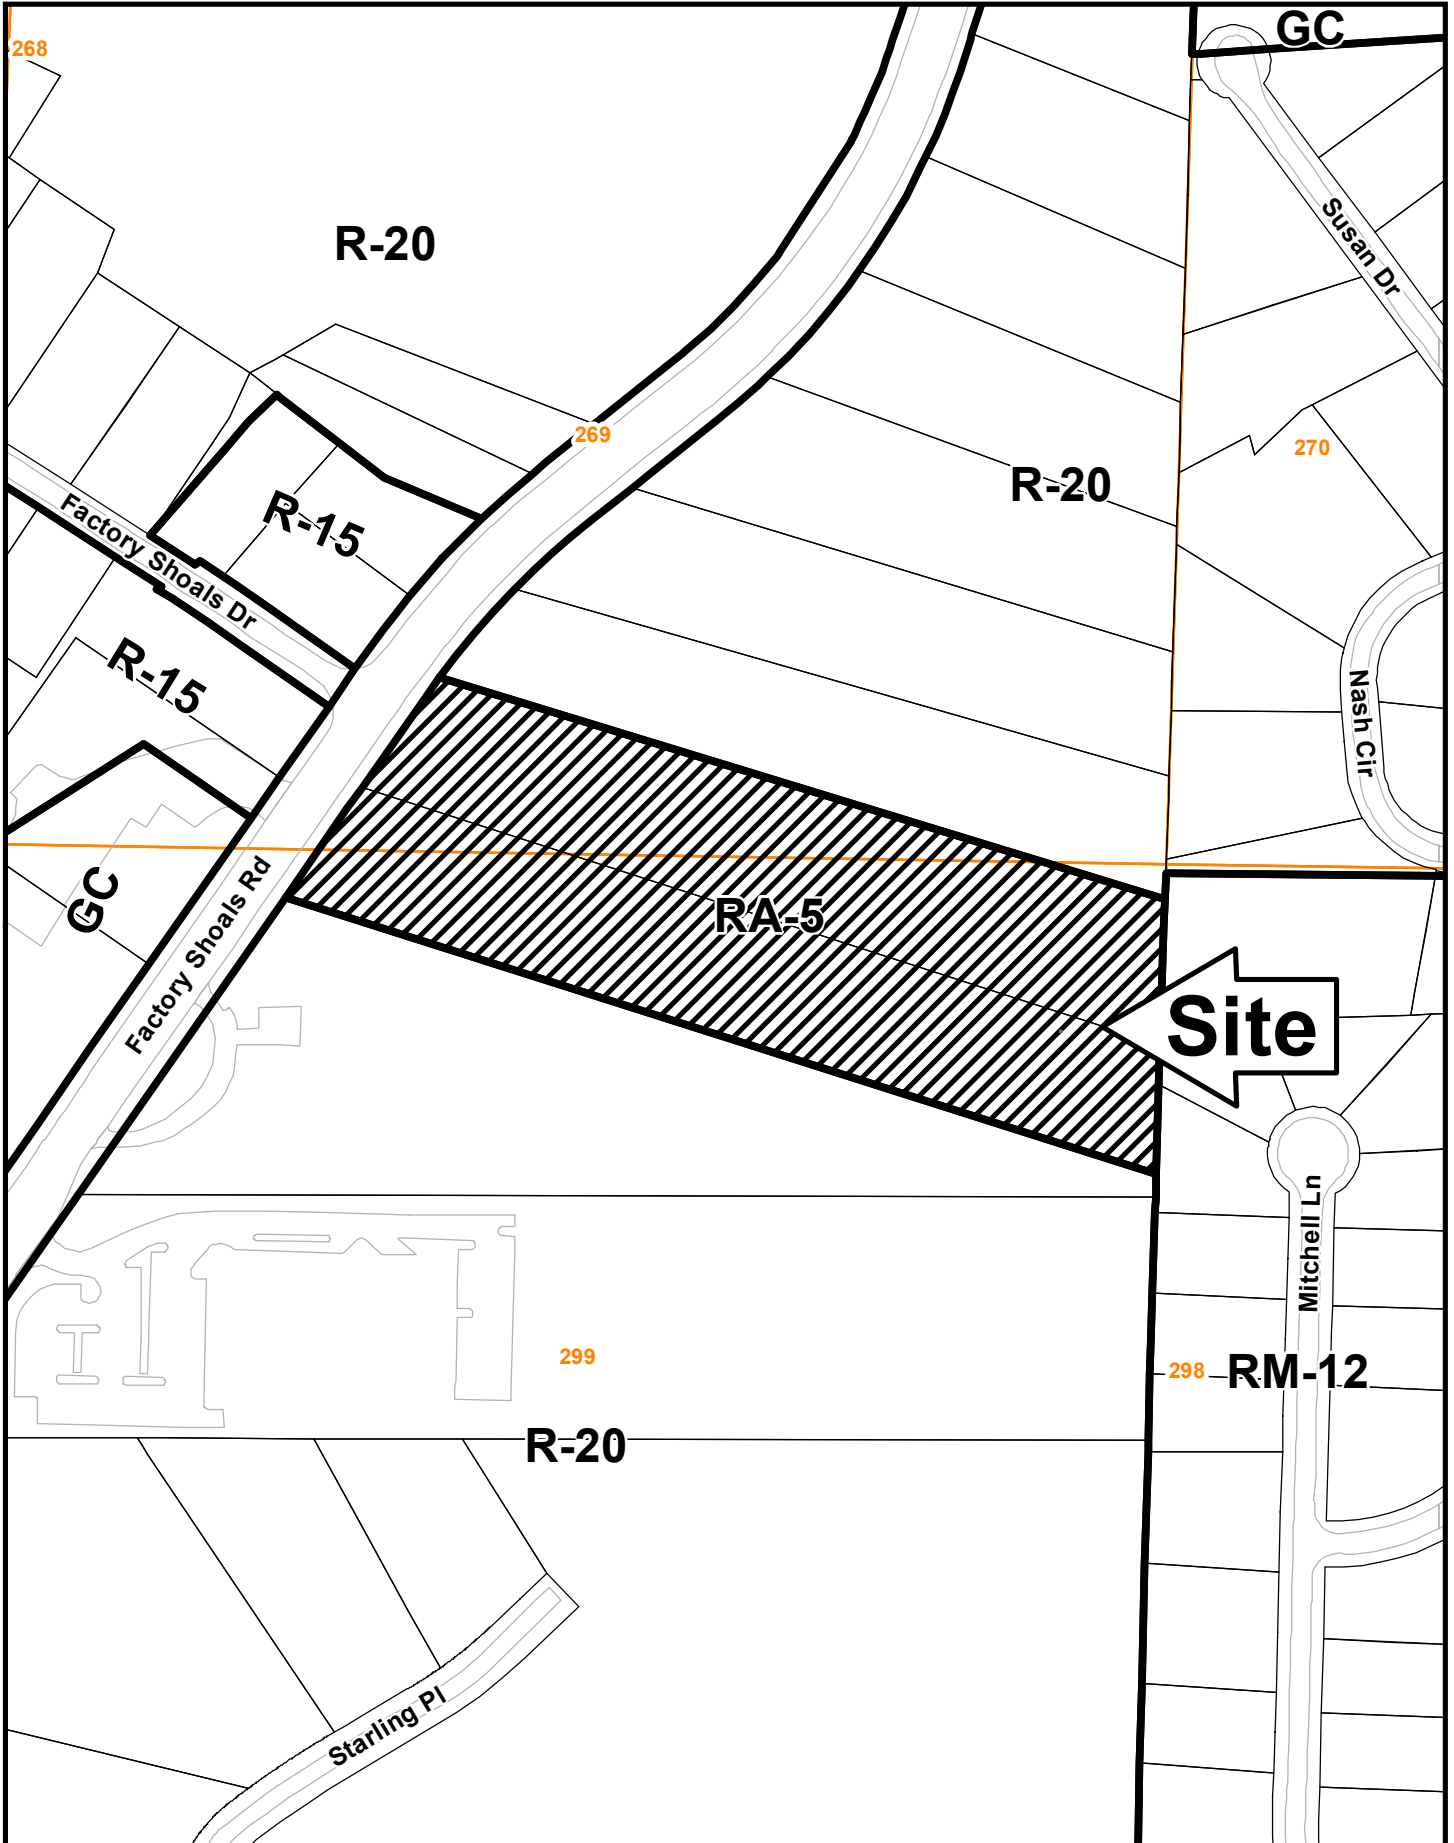 GC
268
Susan Dr
R-20
269
270
R-20
R-15
Factory Shoals Dr
R-15
Nash Cir
GC
Factory Shoals Rd
RA-5
Site
Mitchell Ln
299
298
RM-12
R-20
Starling Pl